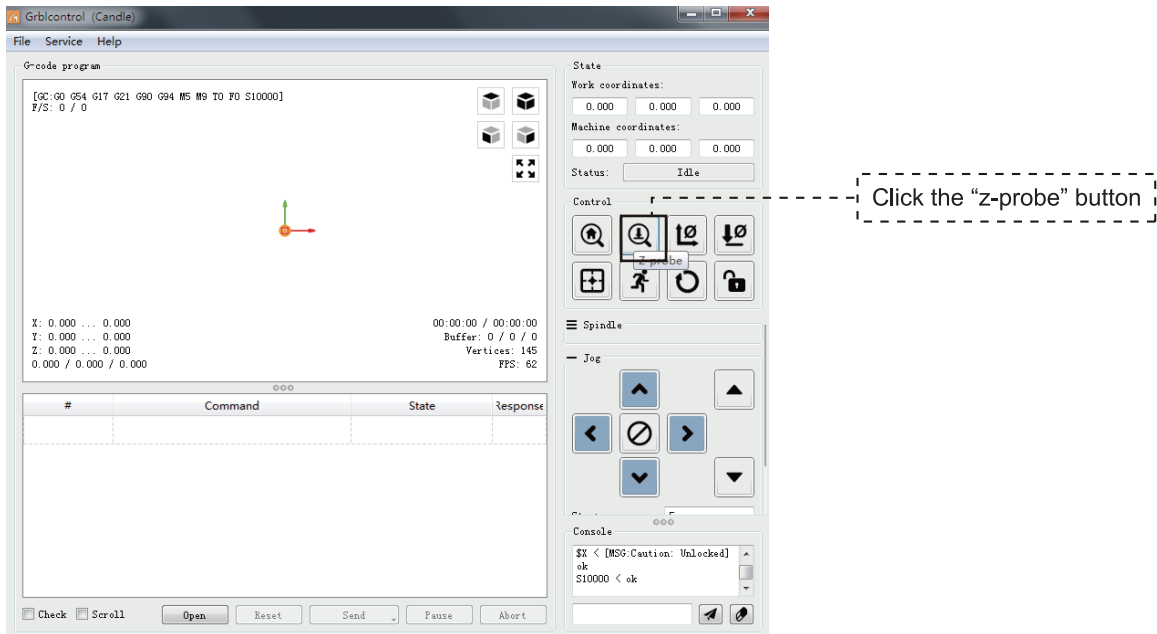 Grblcontrol (Candle)
File Service Help
G-code program
[GC:G0 G54 G17 G21 G90 G94 M5 M9 T0 F0 S10000]
F/S: 0 / 0
X: 0.000 ... 0.000
Y: 0.000 ... 0.000
Z: 0.000 ... 0.000
0.000 / 0.000 / 0.000
00:00:00 / 00:00:00
Buffer: 0 / 0 / 0
Vertices: 145
FPS: 62
# Command State Response
Check Scroll Open Reset Send Pause Abort
State
Work coordinates:
0.000 0.000 0.000
Machine coordinates:
0.000 0.000 0.000
Status: Idle
Control
Z-probe
Spindle
Jog
Console
$X < [MSG:Caution: Unlocked]
ok
S10000 < ok
Click the “z-probe” button